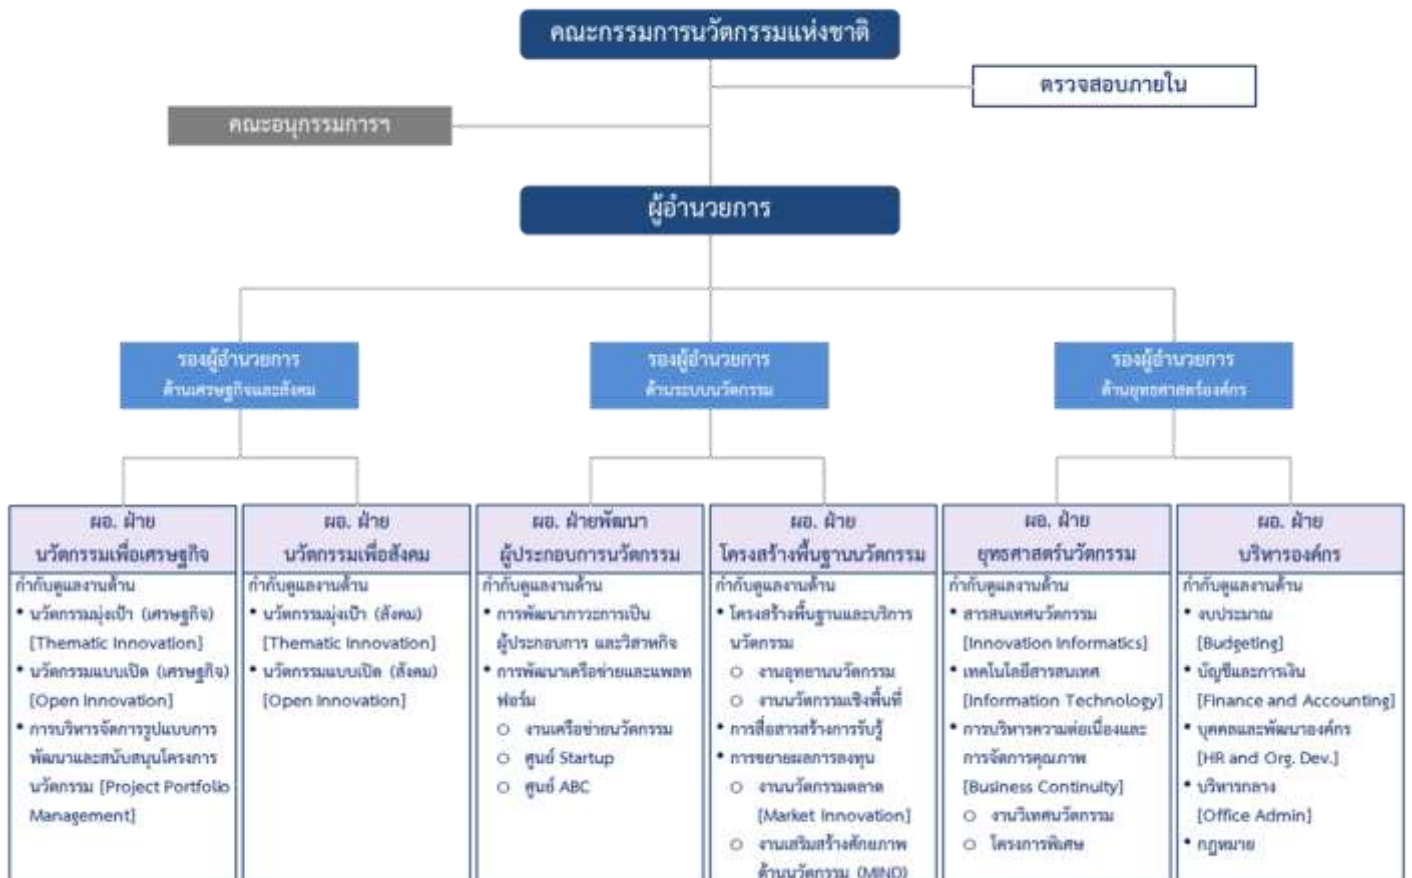 คณะกรรมการนวัตกรรมแห่งชาติ
ตรวจสอบภายใน
คณะอนุกรรมการฯ
ผู้อำนวยการ
รองผู้อำนวยการ
ด้านเศรษฐกิจและสังคม
รองผู้อำนวยการ
ด้านระบบนวัตกรรม
รองผู้อำนวยการ
ด้านยุทธศาสตร์องค์กร
ผอ. ฝ่าย
นวัตกรรมเพื่อเศรษฐกิจ
กำกับดูแลงานด้าน
• นวัตกรรมมุ่งเป้า (เศรษฐกิจ)
[Thematic Innovation]
• นวัตกรรมแบบเปิด (เศรษฐกิจ)
[Open Innovation]
• การบริหารจัดการรูปแบบการ
พัฒนาและสนับสนุนโครงการ
นวัตกรรม [Project Portfolio
Management]
ผอ. ฝ่าย
นวัตกรรมเพื่อสังคม
กำกับดูแลงานด้าน
• นวัตกรรมมุ่งเป้า (สังคม)
[Thematic Innovation]
• นวัตกรรมแบบเปิด (สังคม)
[Open Innovation]
ผอ. ฝ่ายพัฒนา
ผู้ประกอบการนวัตกรรม
กำกับดูแลงานด้าน
• การพัฒนาภาวะการเป็น
ผู้ประกอบการ และวิสาหกิจ
• การพัฒนาเครือข่ายและแพลท
ฟอร์ม
○ งานเครือข่ายนวัตกรรม
○ ศูนย์ Startup
○ ศูนย์ ABC
ผอ. ฝ่าย
โครงสร้างพื้นฐานนวัตกรรม
กำกับดูแลงานด้าน
• โครงสร้างพื้นฐานและบริการ
นวัตกรรม
○ งานอุทยานนวัตกรรม
○ งานนวัตกรรมเชิงพื้นที่
• การสื่อสารสร้างการรับรู้
• การขยายผลการลงทุน
○ งานนวัตกรรมตลาด
[Market Innovation]
○ งานเสริมสร้างศักยภาพ
ด้านนวัตกรรม (MIND)
ผอ. ฝ่าย
ยุทธศาสตร์นวัตกรรม
กำกับดูแลงานด้าน
• สารสนเทศนวัตกรรม
[Innovation Informatics]
• เทคโนโลยีสารสนเทศ
[Information Technology]
• การบริหารความต่อเนื่องและ
การจัดการคุณภาพ
[Business Continuity]
○ งานวิเทศนวัตกรรม
○ โครงการพิเศษ
ผอ. ฝ่าย
บริหารองค์กร
กำกับดูแลงานด้าน
• งบประมาณ
[Budgeting]
• บัญชีและการเงิน
[Finance and Accounting]
• บุคคลและพัฒนาองค์กร
[HR and Org. Dev.]
• บริหารกลาง
[Office Admin]
• กฎหมาย